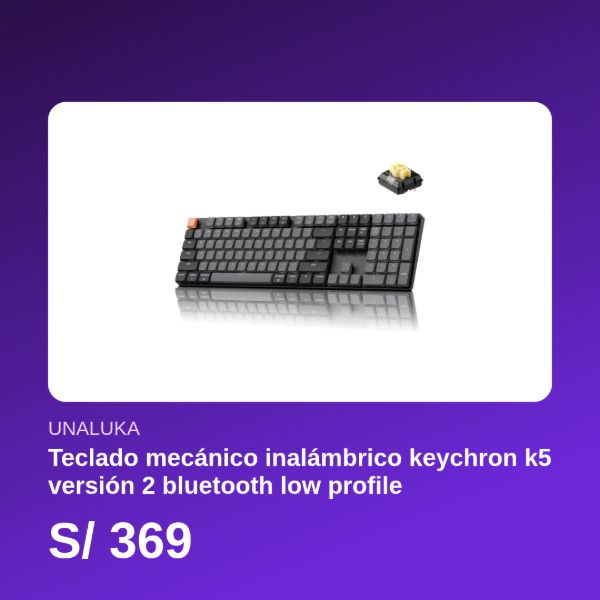 UNALUKA
Teclado mecánico inalámbrico keychron k5
versión 2 bluetooth low profile
S/ 369